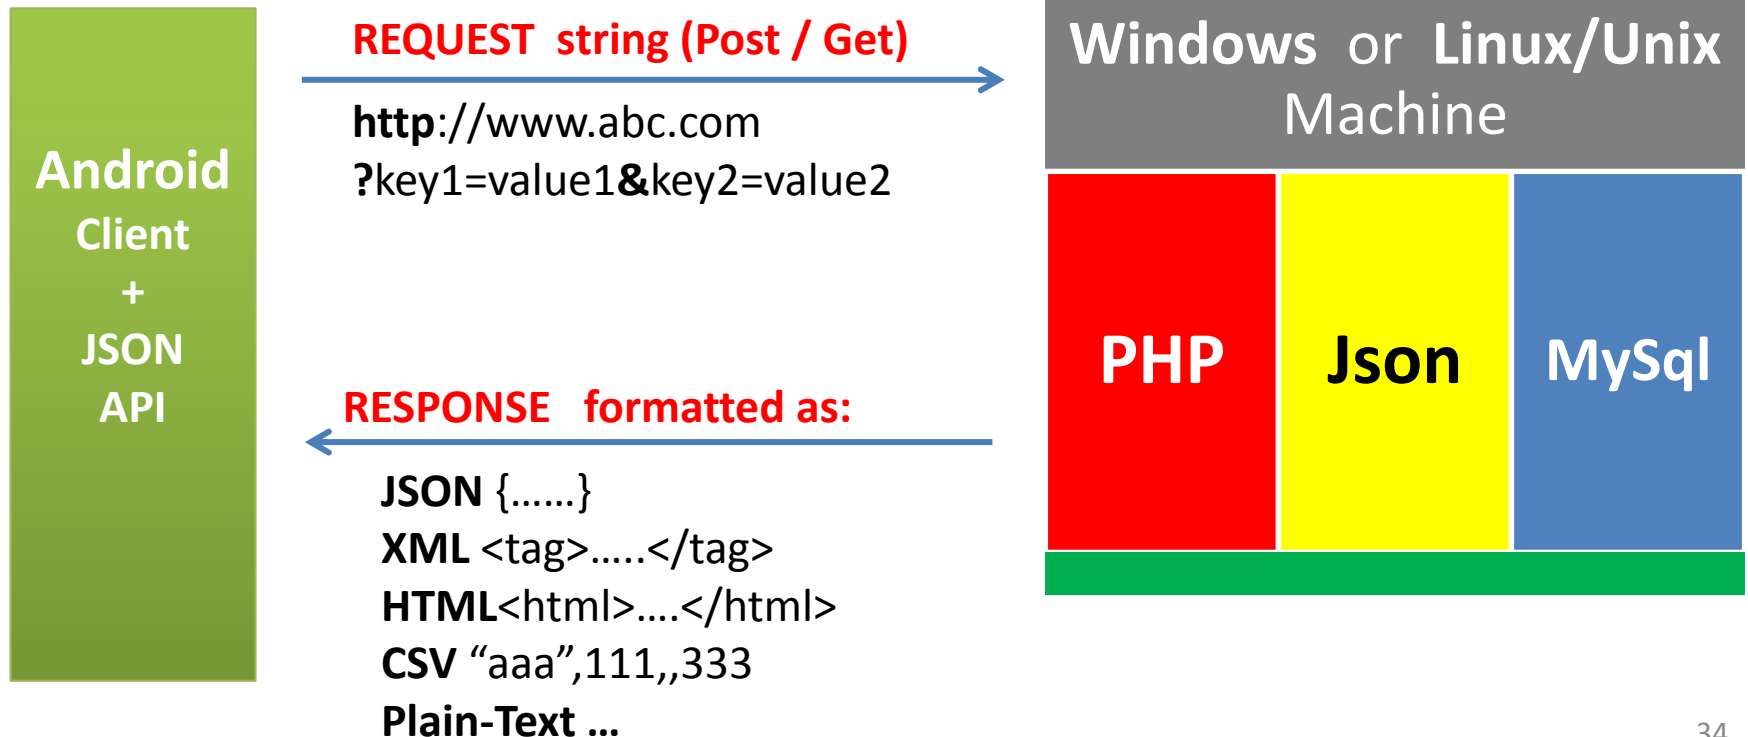 Android
Client
+
JSON
API
REQUEST string (Post / Get)
http://www.abc.com
?key1=value1&key2=value2
RESPONSE formatted as:
JSON {……}
XML <tag>…..</tag>
HTML<html>….</html>
CSV “aaa”,111,,333
Plain-Text …
Windows or Linux/Unix
Machine
PHP
Json
MySql
34